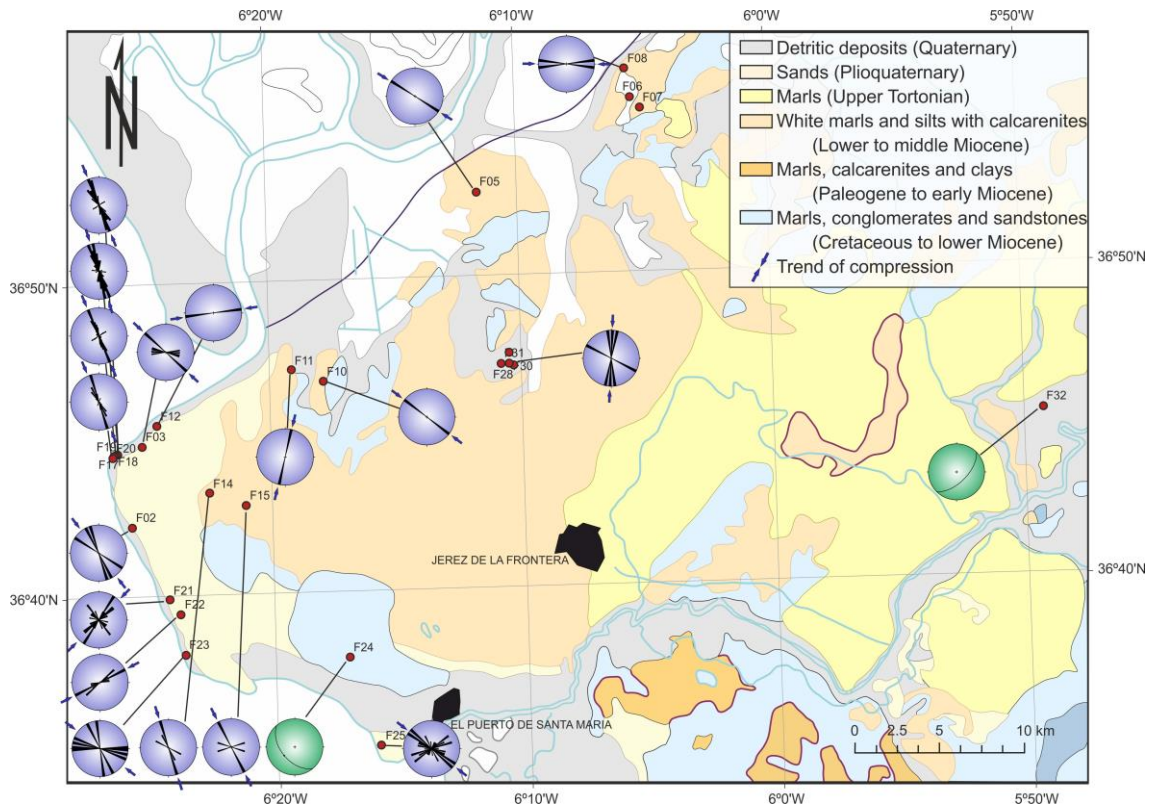 6°20'W
6°10'W
6°0'W
5°50'W
N
Detritic deposits (Quaternary)
Sands (Plioquaternary)
Marls (Upper Tortonian)
White marls and silts with calcarenites
(Lower to middle Miocene)
Marls, calcarenites and clays
(Paleogene to early Miocene)
Marls, conglomerates and sandstones
(Cretaceous to lower Miocene)
Trend of compression
F08
F06
F07
F05
36°50'N
36°50'N
F11
F10
F31
F28
F30
F32
F12
F03
F20
F17
F18
F14
F15
F02
JEREZ DE LA FRONTERA
36°40'N
36°40'N
F21
F22
F23
F24
EL PUERTO DE SANTA MARIA
F25
0 2.5 5 10 km
6°20'W
6°10'W
6°0'W
5°50'W